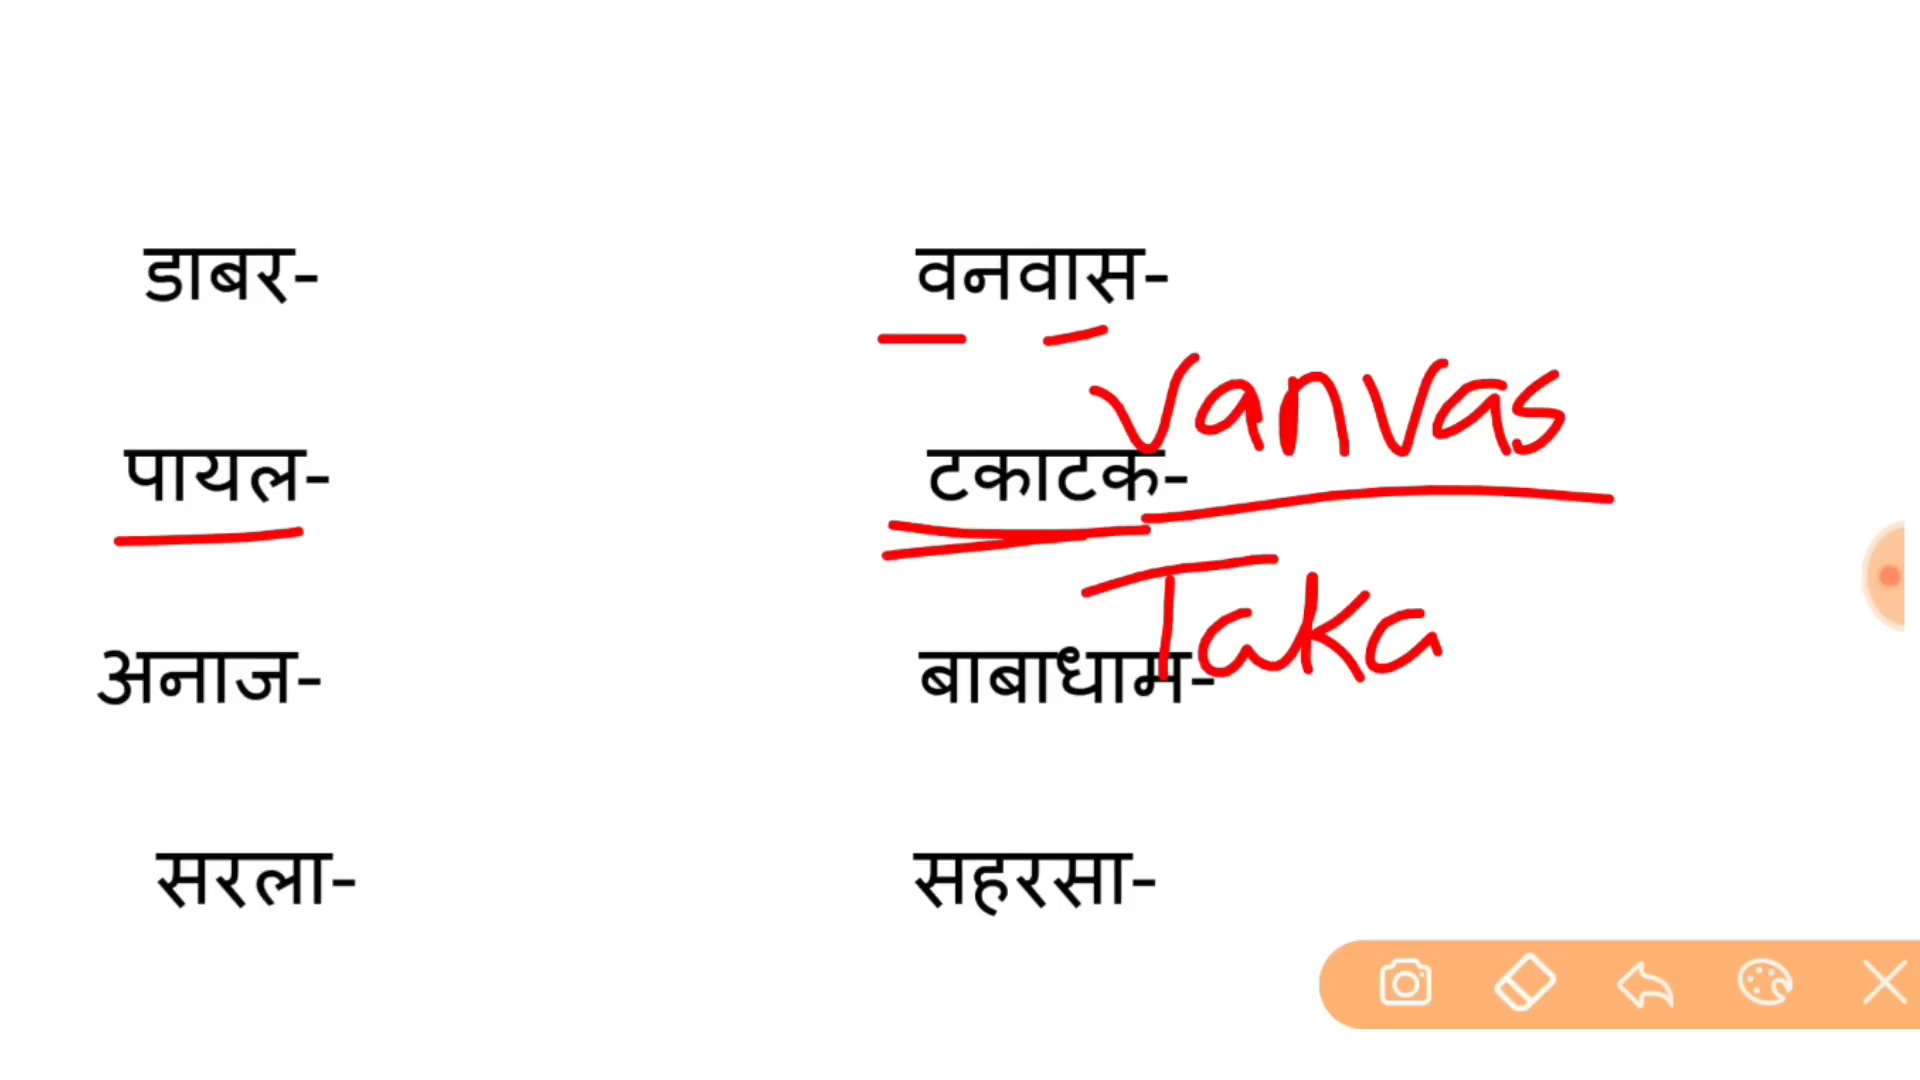 डाबर- वनवास-
vanvas
पायल- टकाटक-
Taka
अनाज- बाबाधाम-
सरला- सहरसा-